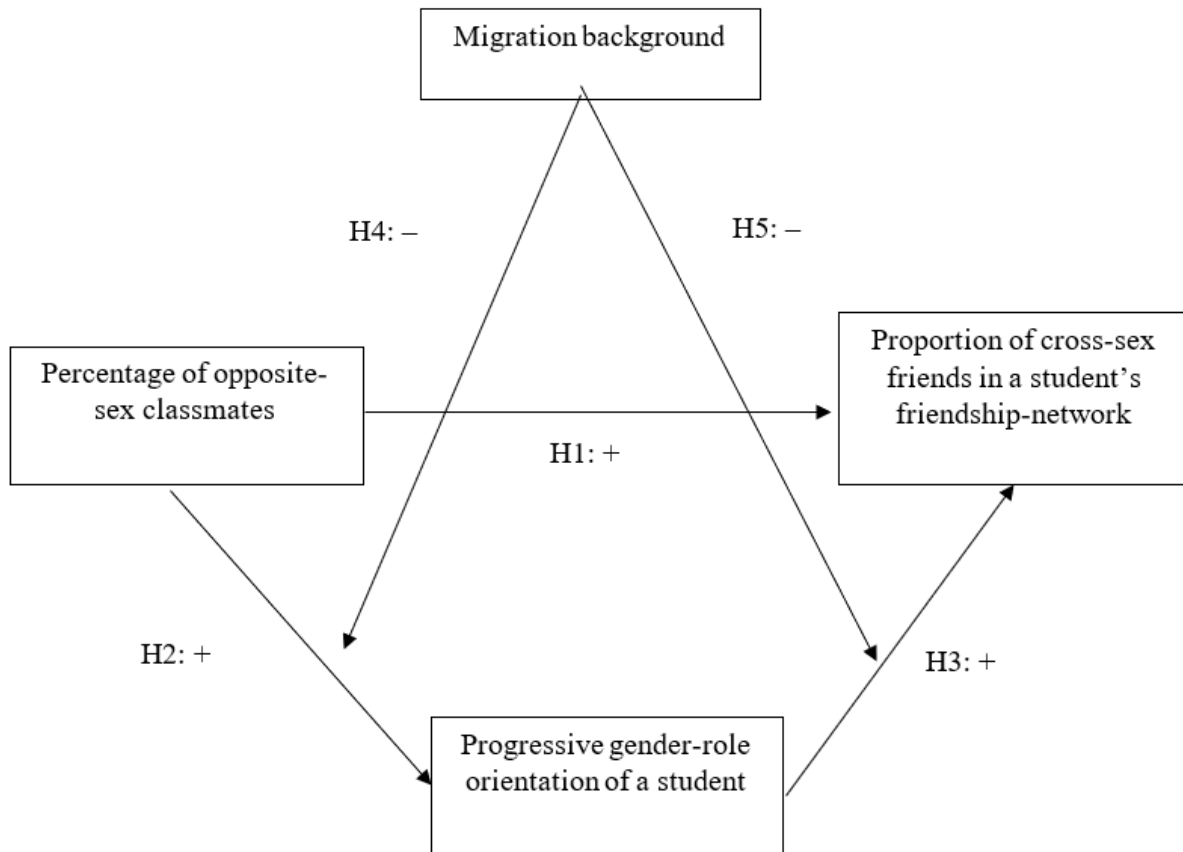 Migration background
H4: –
H5: –
Percentage of opposite-
sex classmates
Proportion of cross-sex
friends in a student’s
friendship-network
H1: +
H2: +
H3: +
Progressive gender-role
orientation of a student